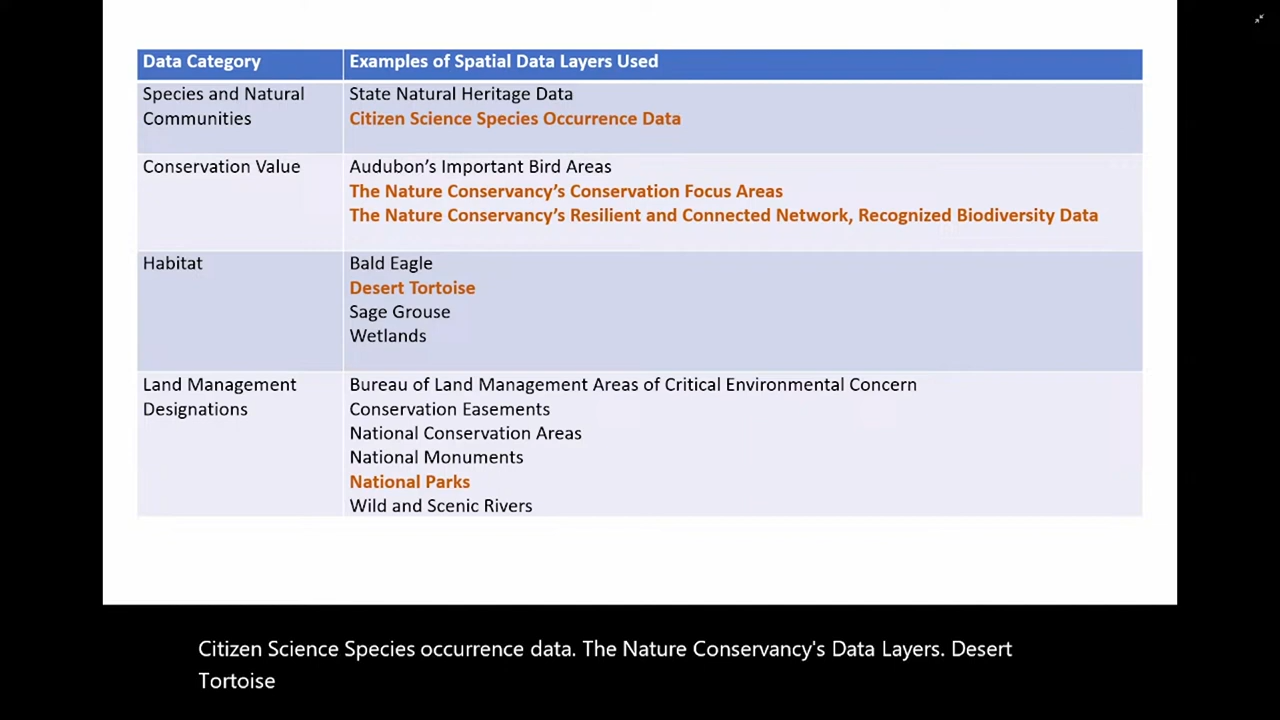 Data Category
Examples of Spatial Data Layers Used
Species and Natural
Communities
State Natural Heritage Data
Citizen Science Species Occurrence Data
Conservation Value
Audubon’s Important Bird Areas
The Nature Conservancy’s Conservation Focus Areas
The Nature Conservancy’s Resilient and Connected Network, Recognized Biodiversity Data
Habitat
Bald Eagle
Desert Tortoise
Sage Grouse
Wetlands
Land Management
Designations
Bureau of Land Management Areas of Critical Environmental Concern
Conservation Easements
National Conservation Areas
National Monuments
National Parks
Wild and Scenic Rivers
Citizen Science Species occurrence data. The Nature Conservancy's Data Layers. Desert
Tortoise